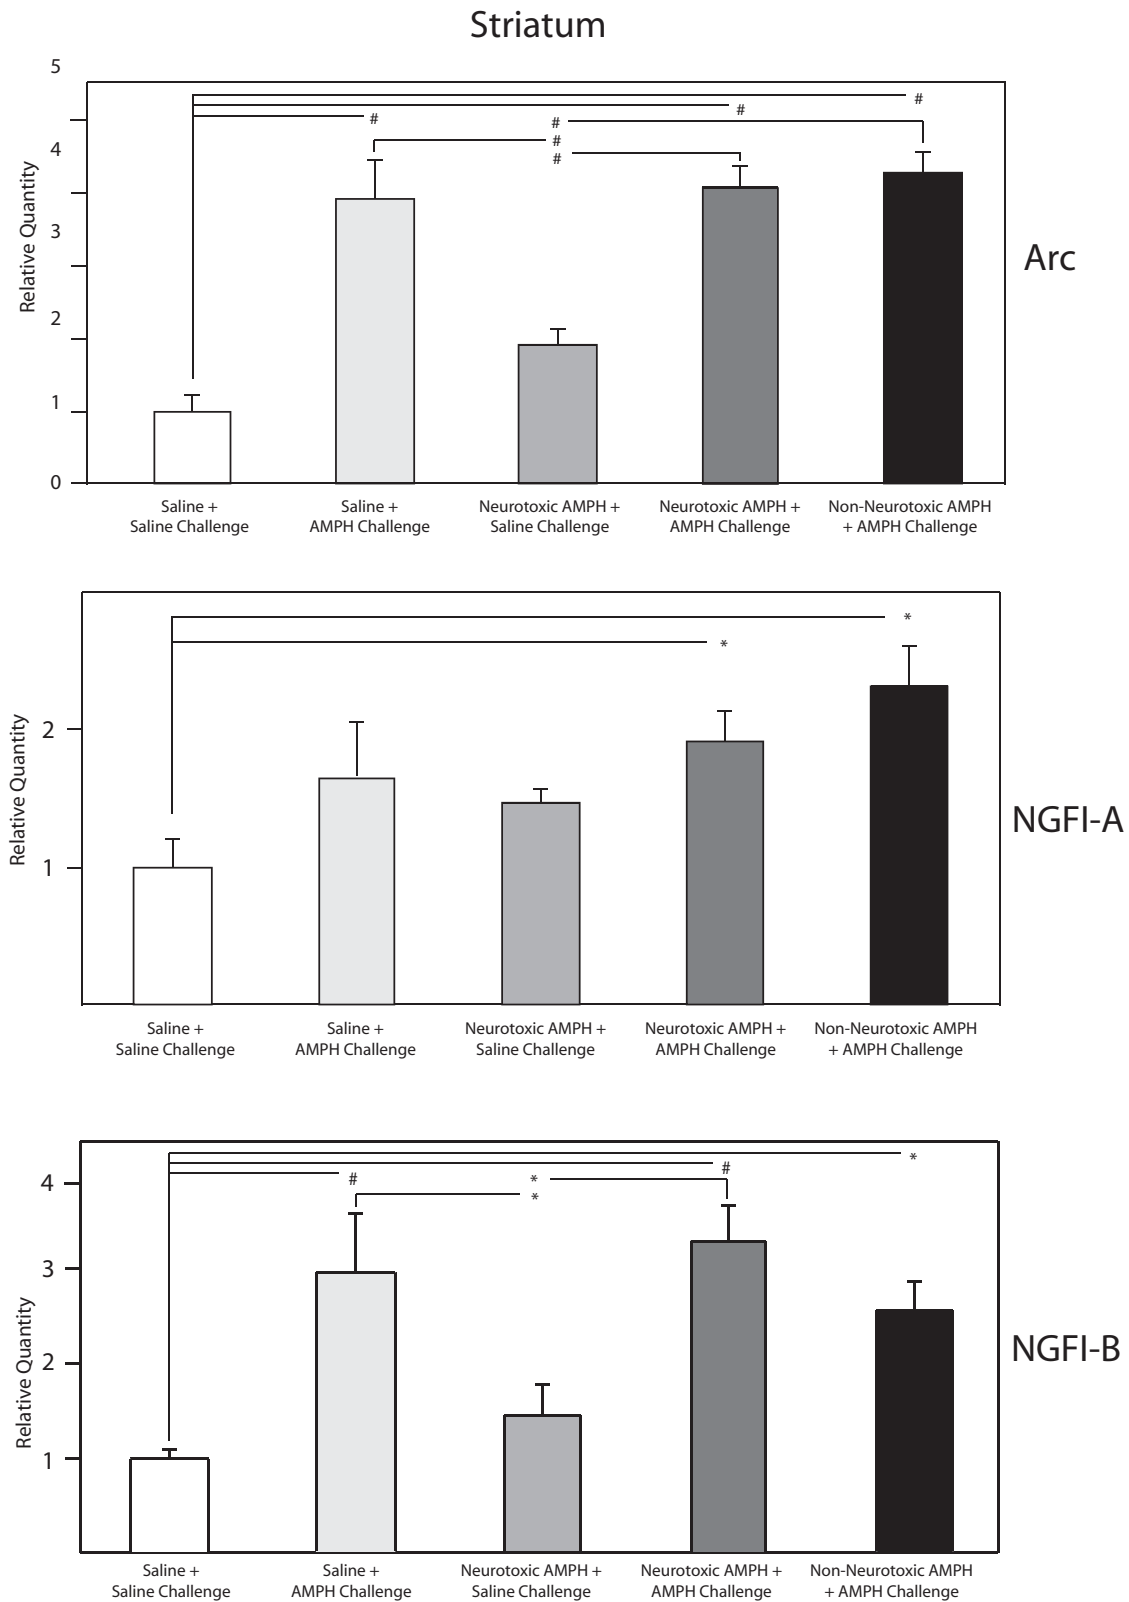 Striatum
5
4
3
2
1
0
Relative Quantity
#
#
#
#
#
#
Arc
Saline +
Saline Challenge
Saline +
AMPH Challenge
Neurotoxic AMPH +
Saline Challenge
Neurotoxic AMPH +
AMPH Challenge
Non-Neurotoxic AMPH
+ AMPH Challenge
2
1
Relative Quantity
*
*
NGFI-A
Saline +
Saline Challenge
Saline +
AMPH Challenge
Neurotoxic AMPH +
Saline Challenge
Neurotoxic AMPH +
AMPH Challenge
Non-Neurotoxic AMPH
+ AMPH Challenge
4
3
2
1
Relative Quantity
*
#
#
*
*
NGFI-B
Saline +
Saline Challenge
Saline +
AMPH Challenge
Neurotoxic AMPH +
Saline Challenge
Neurotoxic AMPH +
AMPH Challenge
Non-Neurotoxic AMPH
+ AMPH Challenge